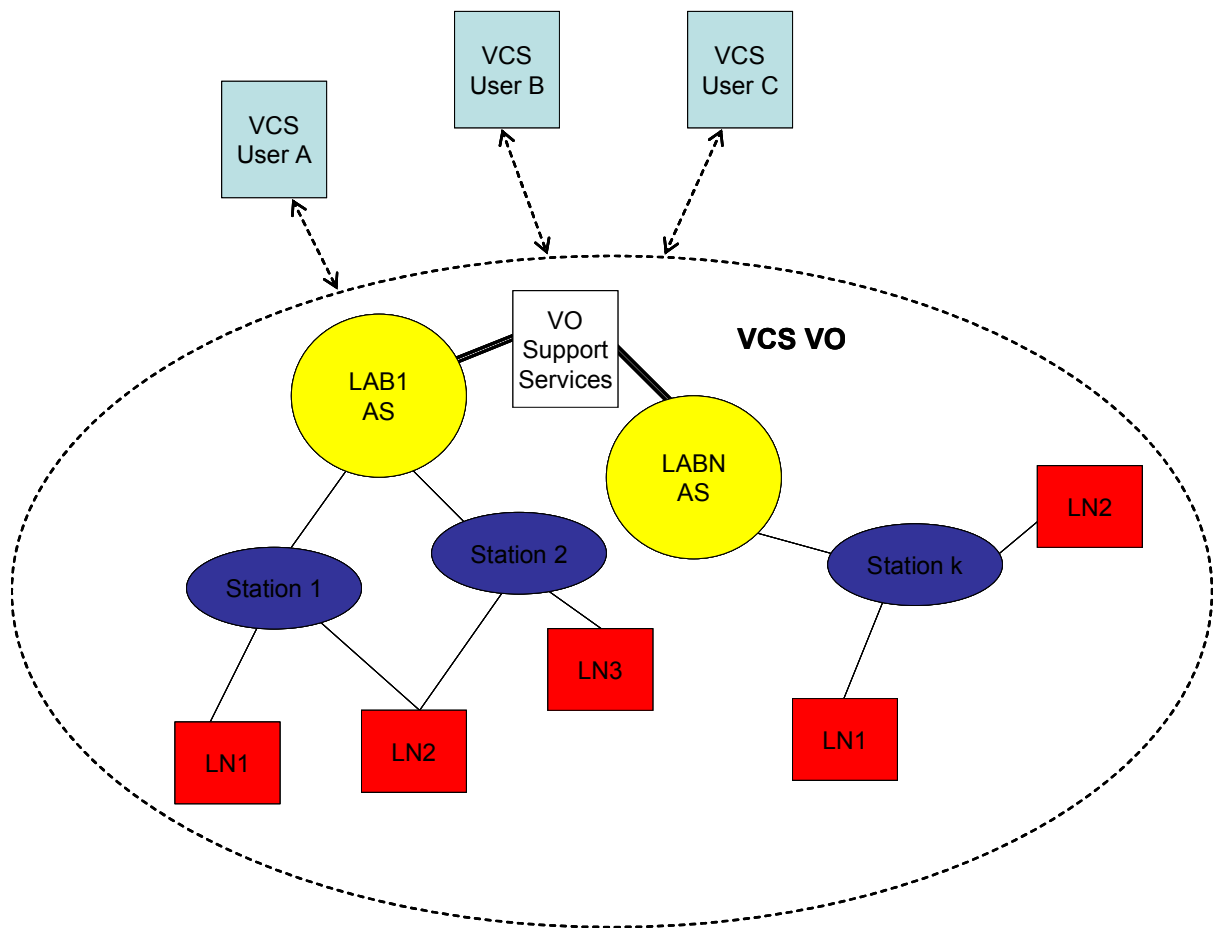 VCS
User A
VCS
User B
VCS
User C
VO
Support
Services
VCS VO
LAB1
AS
LABN
AS
Station 1
Station 2
Station k
LN2
LN3
LN1
LN2
LN1